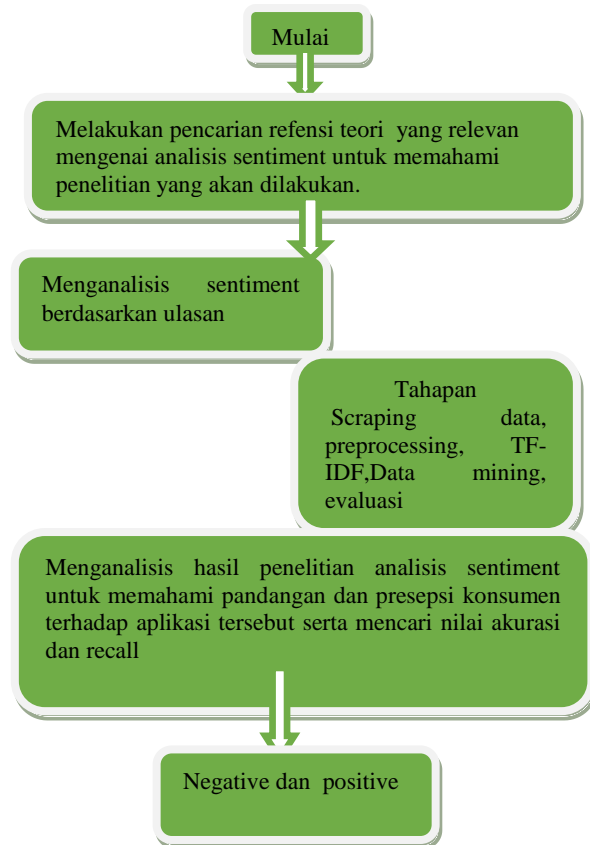 Mulai
Melakukan pencarian refensi teori yang relevan
mengenai analisis sentiment untuk memahami
penelitian yang akan dilakukan.
Menganalisis sentiment
berdasarkan ulasan
Tahapan
Scraping data,
preprocessing, TF-
IDF,Data mining,
evaluasi
Menganalisis hasil penelitian analisis sentiment
untuk memahami pandangan dan presepsi konsumen
terhadap aplikasi tersebut serta mencari nilai akurasi
dan recall
Negative dan positive